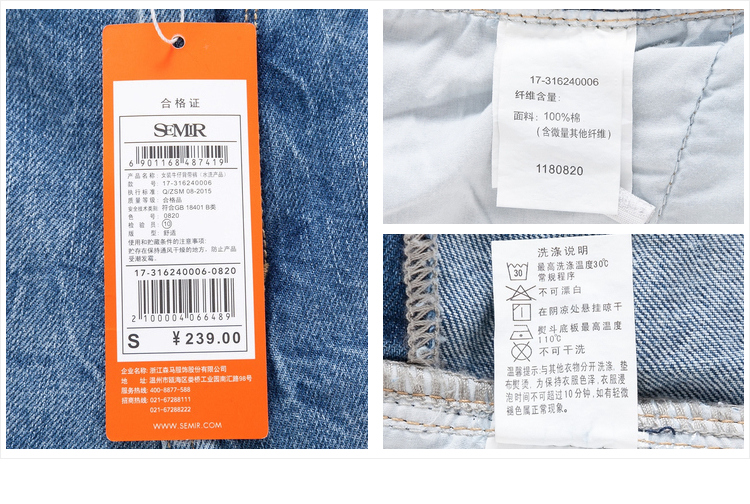 合格证
SEMIR
6 901168 487419
产品名称: 女装牛仔背带裤（水洗产品）
款 号: 17-316240006
执行标准: Q/ZSM 08-2015
质量等级: 合格品
安全技术类别: 符合GB 18401 B类
色 号: 0820
检 验 员: 10
版 型: 舒适
使用和贮藏条件的注意事项:
贮存在保持通风干燥的地方，防止产品
受潮发霉。
17-316240006-0820
2 100004 066489
S ¥239.00
企业名称: 浙江森马服饰股份有限公司
地 址: 温州市瓯海区娄桥工业园南汇路98号
服务热线: 400-8877-588
招商热线: 021-67288111
021-67288222
WWW.SEMIR.COM
17-316240006
纤维含量:
面料: 100%棉
（含微量其他纤维）
1180820
洗涤说明
30 最高洗涤温度30℃
常规程序
不可漂白
在阴凉处悬挂晾干
熨斗底板最高温度
110℃
不可干洗
温馨提示:与其他衣物分开洗涤，垫
布熨烫，为保持衣服色泽，衣服浸
泡时间不可超过10分钟，如有轻微
褪色属正常现象。